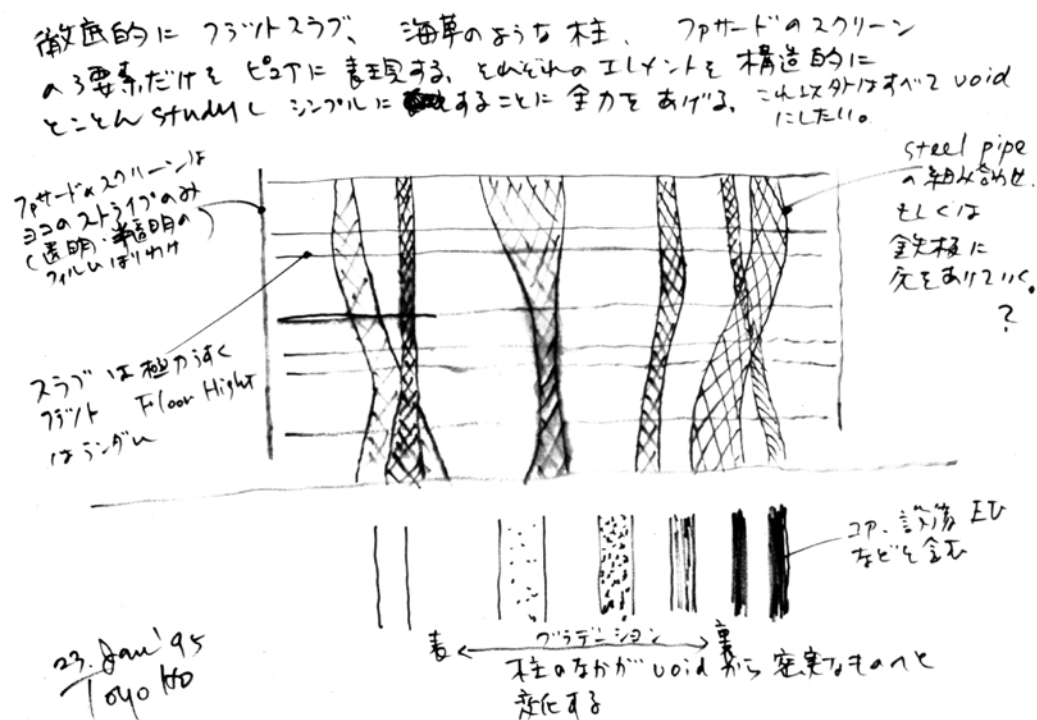 徹底的に フラットスラブ、 海草のような柱、 ファサードのスクリーン
の3要素だけを ピュアに 表現する、それぞれのエレメントを 構造的に
とことん studyし シンプルに することに 全力をあげる、これ以外はすべて void
にしたい。
ファサードのスクリーンは
ヨコのストライプのみ
(透明・半透明の
フィルムはりわけ
steel pipe
の組み合わせ.
もしくは
鉄板に
穴をあけていく。
?
スラブは極力うすく
フラット Floor Hight
はランダム
コア、設備 EV
などを含む
表 グラデーション 裏
柱のなかが void から 密実なものへと
変化する
23. Jan' 95
Toyo Ito